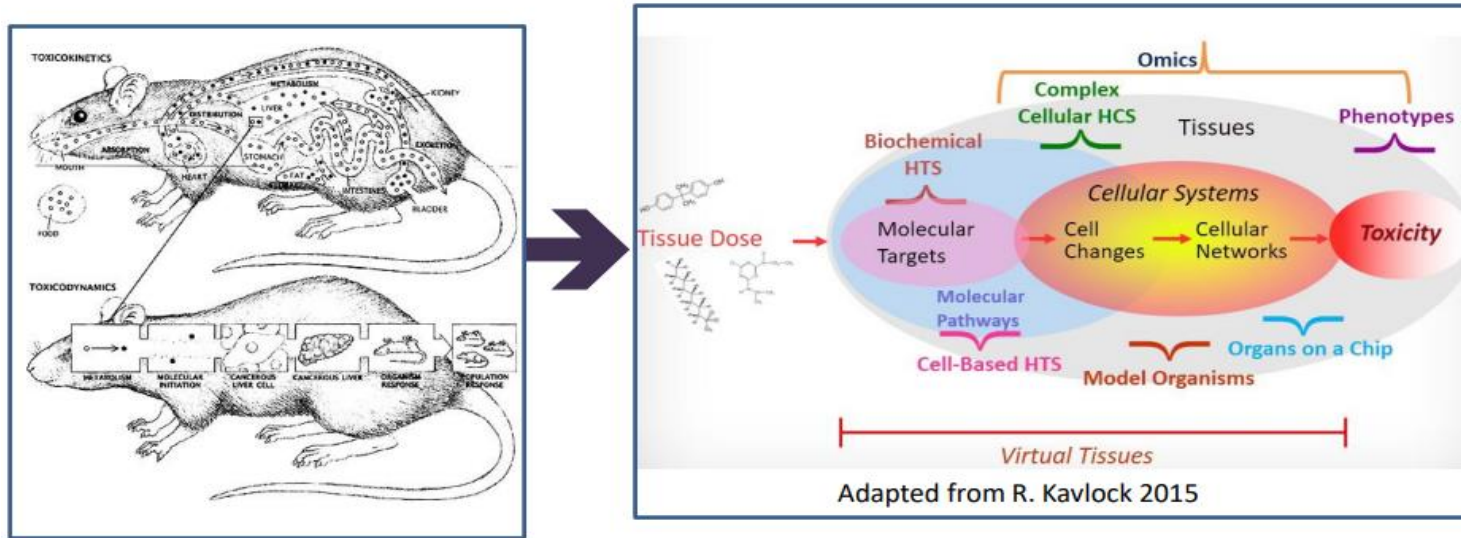 TOXICOKINETICS
METABOLISM
KIDNEY
LIVER
DISTRIBUTION
EXCRETION
ABSORPTION
STOMACH
MOUTH
HEART
FAT
INTESTINES
BLADDER
FOOD
TOXICODYNAMICS
METABOLISM
MOLECULAR
INITIATION
CANCEROUS
LIVER CELL
CANCEROUS LIVER
ORGANISM
RESPONSE
POPULATION
RESPONSE
Omics
Complex
Cellular HCS
Tissues
Phenotypes
Biochemical
HTS
Cellular Systems
Tissue Dose
Molecular
Targets
Cell
Changes
Cellular
Networks
Toxicity
Molecular
Pathways
Cell-Based HTS
Organs on a Chip
Model Organisms
Virtual Tissues
Adapted from R. Kavlock 2015